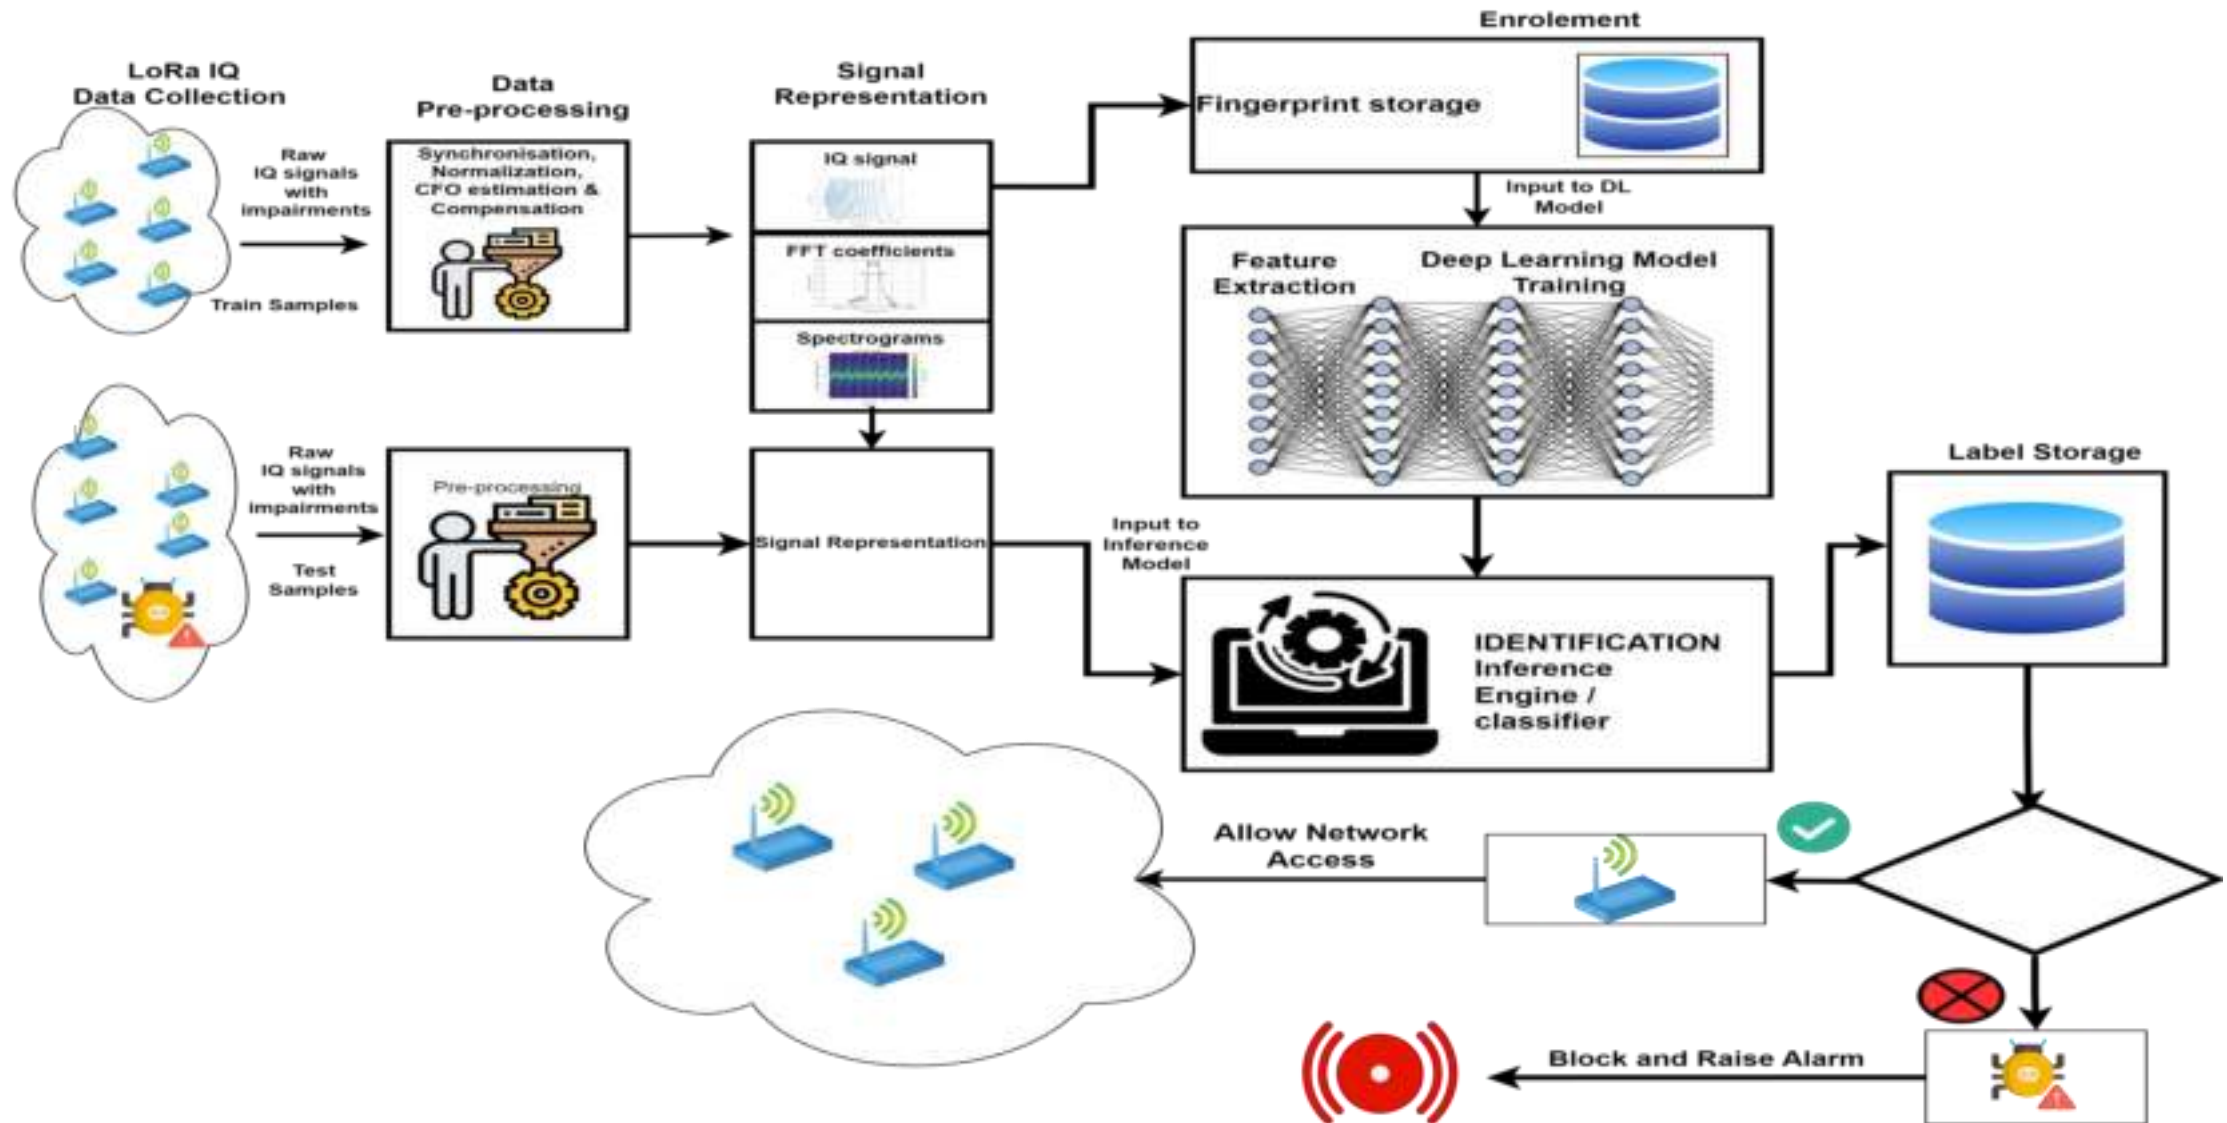 Enrolement
LoRa IQ
Data Collection
Data
Pre-processing
Signal
Representation
Fingerprint storage
Raw
IQ signals
with
impairments
Train Samples
Synchronisation,
Normalization,
CFO estimation &
Compensation
IQ signal
FFT coefficients
Spectrograms
Input to DL
Model
Feature
Extraction
Deep Learning Model
Training
Raw
IQ signals
with
impairments
Test
Samples
Pre-processing
Signal Representation
Input to
Inference
Model
IDENTIFICATION
Inference
Engine /
classifier
Label Storage
Allow Network
Access
Block and Raise Alarm